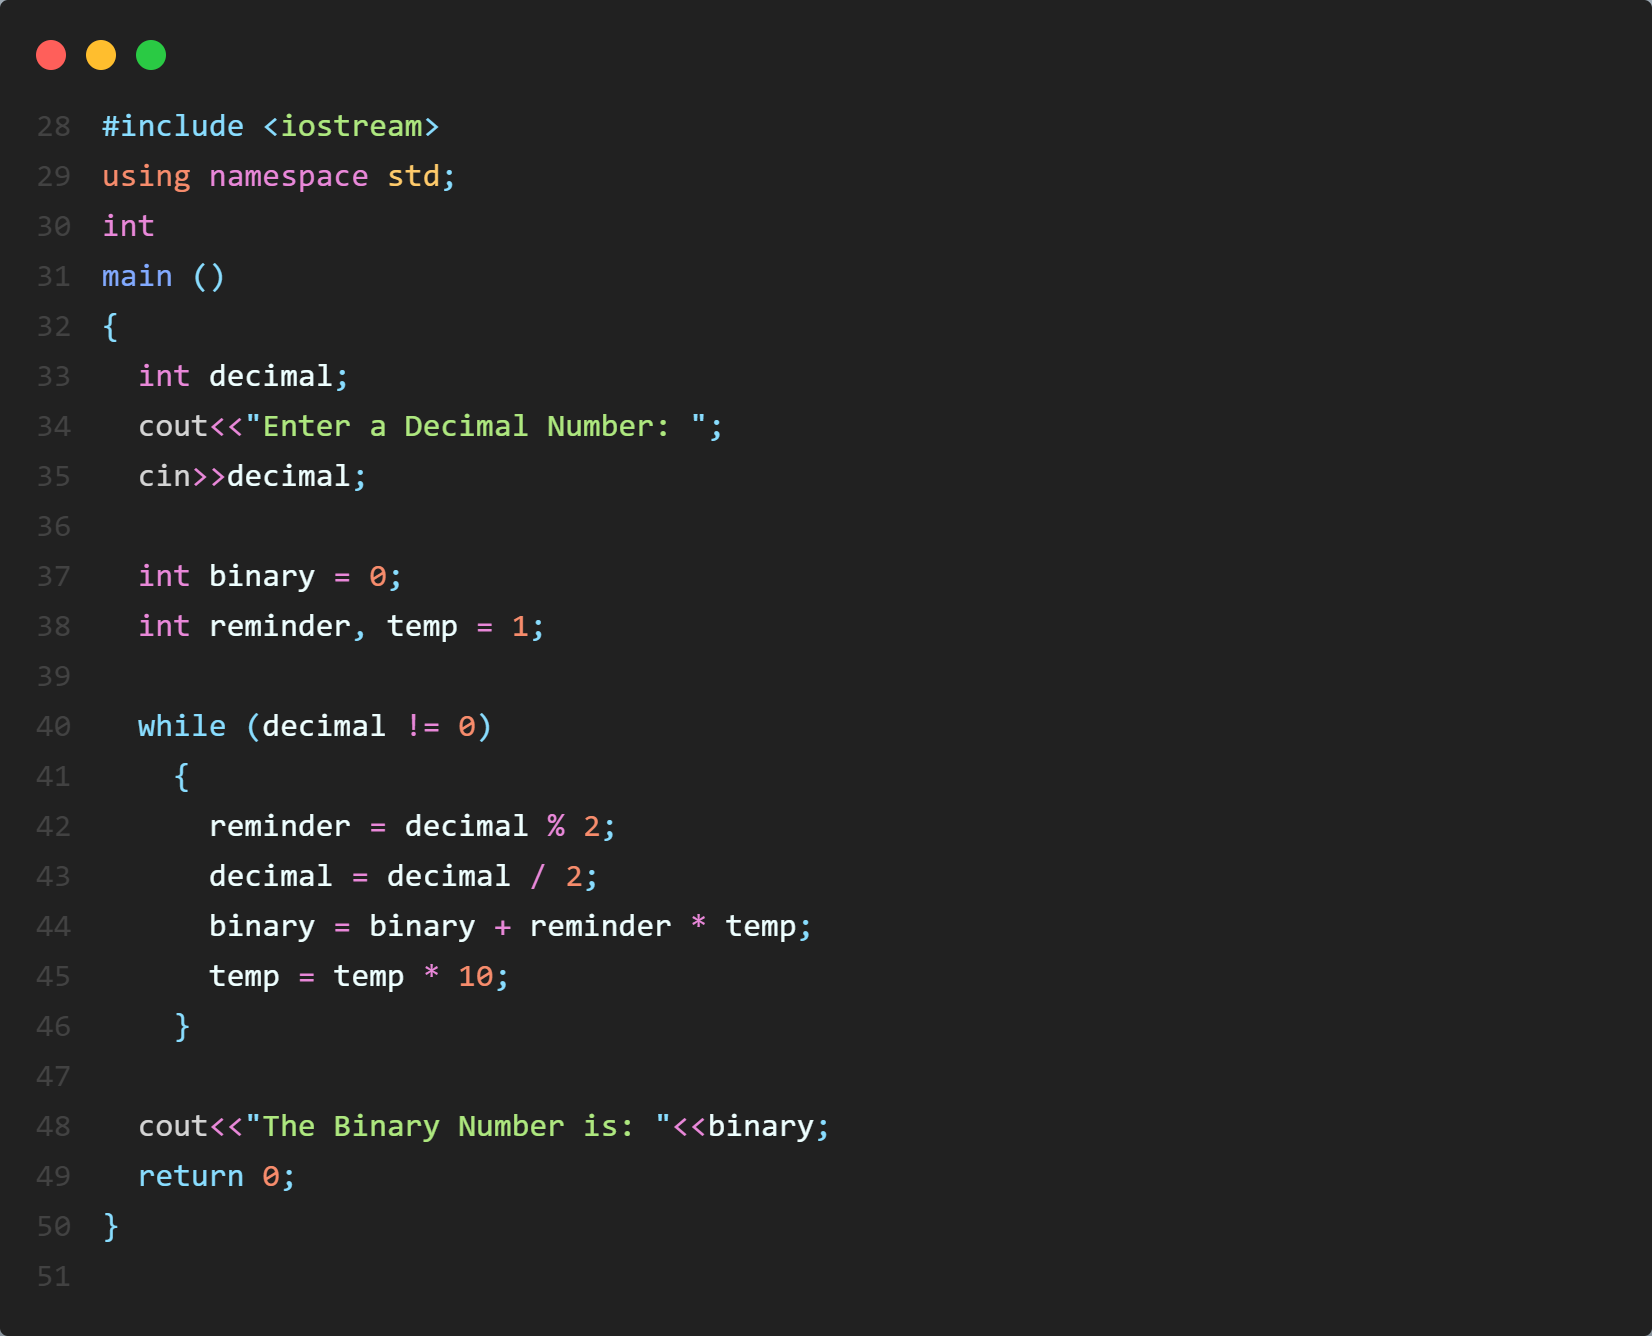 28 #include <iostream>
29 using namespace std;
30 int
31 main ()
32 {
33   int decimal;
34   cout<<"Enter a Decimal Number: ";
35   cin>>decimal;
36
37   int binary = 0;
38   int reminder, temp = 1;
39
40   while (decimal != 0)
41     {
42       reminder = decimal % 2;
43       decimal = decimal / 2;
44       binary = binary + reminder * temp;
45       temp = temp * 10;
46     }
47
48   cout<<"The Binary Number is: "<<binary;
49   return 0;
50 }
51